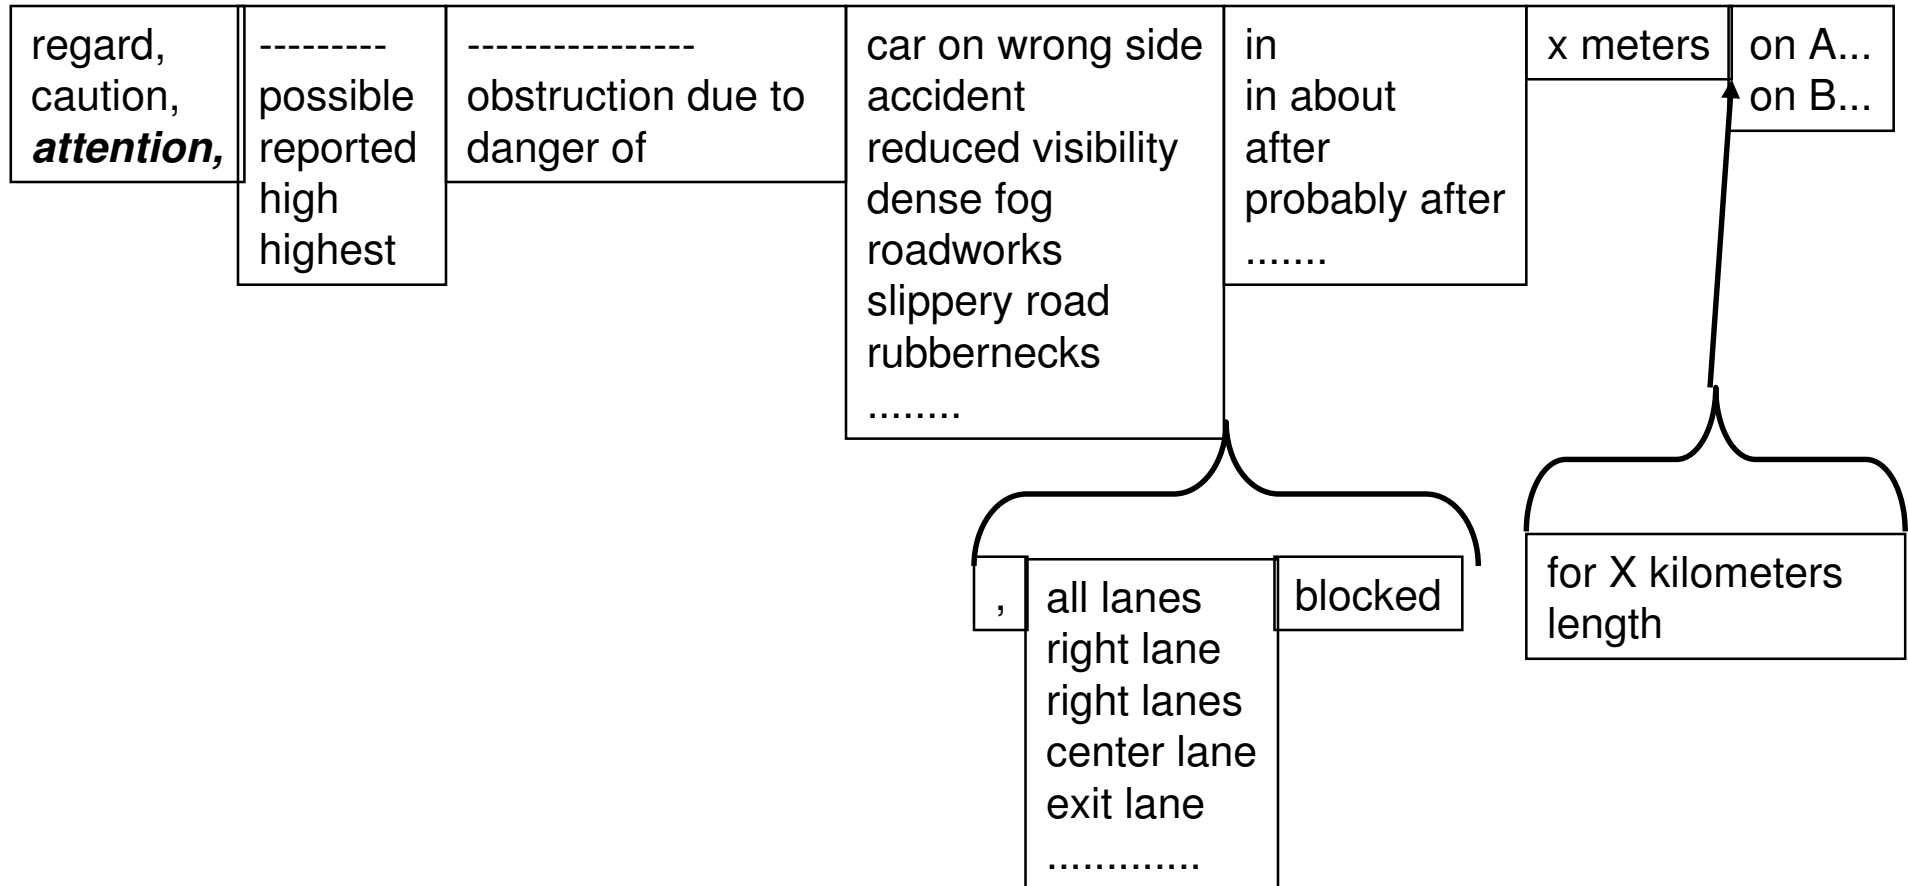 regard,
caution,
attention,
---------
possible
reported
high
highest
----------------
obstruction due to
danger of
car on wrong side
accident
reduced visibility
dense fog
roadworks
slippery road
rubbernecks
........
in
in about
after
probably after
.......
x meters
on A...
on B...
,
all lanes
right lane
right lanes
center lane
exit lane
.............
blocked
for X kilometers
length